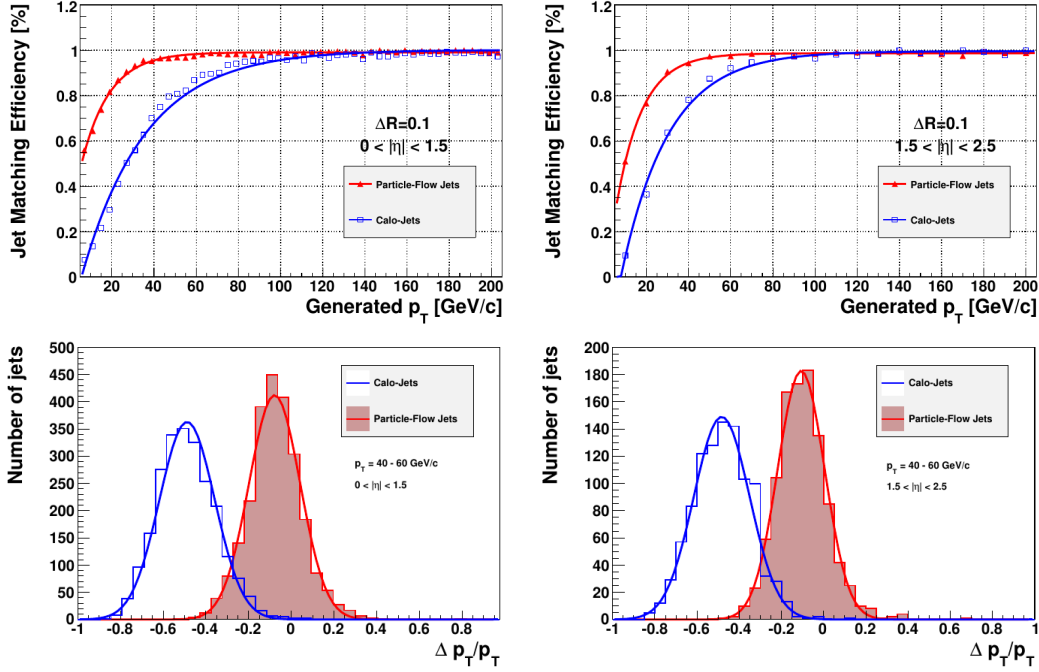 Jet Matching Efficiency [%]
1.2
1
0.8
0.6
0.4
0.2
0
ΔR=0.1
0 < |η| < 1.5
Particle-Flow Jets
Calo-Jets
20 40 60 80 100 120 140 160 180 200
Generated p_T [GeV/c]
Jet Matching Efficiency [%]
1.2
1
0.8
0.6
0.4
0.2
0
ΔR=0.1
1.5 < |η| < 2.5
Particle-Flow Jets
Calo-Jets
20 40 60 80 100 120 140 160 180 200
Generated p_T [GeV/c]
Number of jets
500
450
400
350
300
250
200
150
100
50
0
Calo-Jets
Particle-Flow Jets
p_T = 40 - 60 GeV/c
0 < |η| < 1.5
-1 -0.8 -0.6 -0.4 -0.2 0 0.2 0.4 0.6 0.8
Δ p_T/p_T
Number of jets
200
180
160
140
120
100
80
60
40
20
0
Calo-Jets
Particle-Flow Jets
p_T = 40 - 60 GeV/c
1.5 < |η| < 2.5
-1 -0.8 -0.6 -0.4 -0.2 0 0.2 0.4 0.6 0.8 1
Δ p_T/p_T